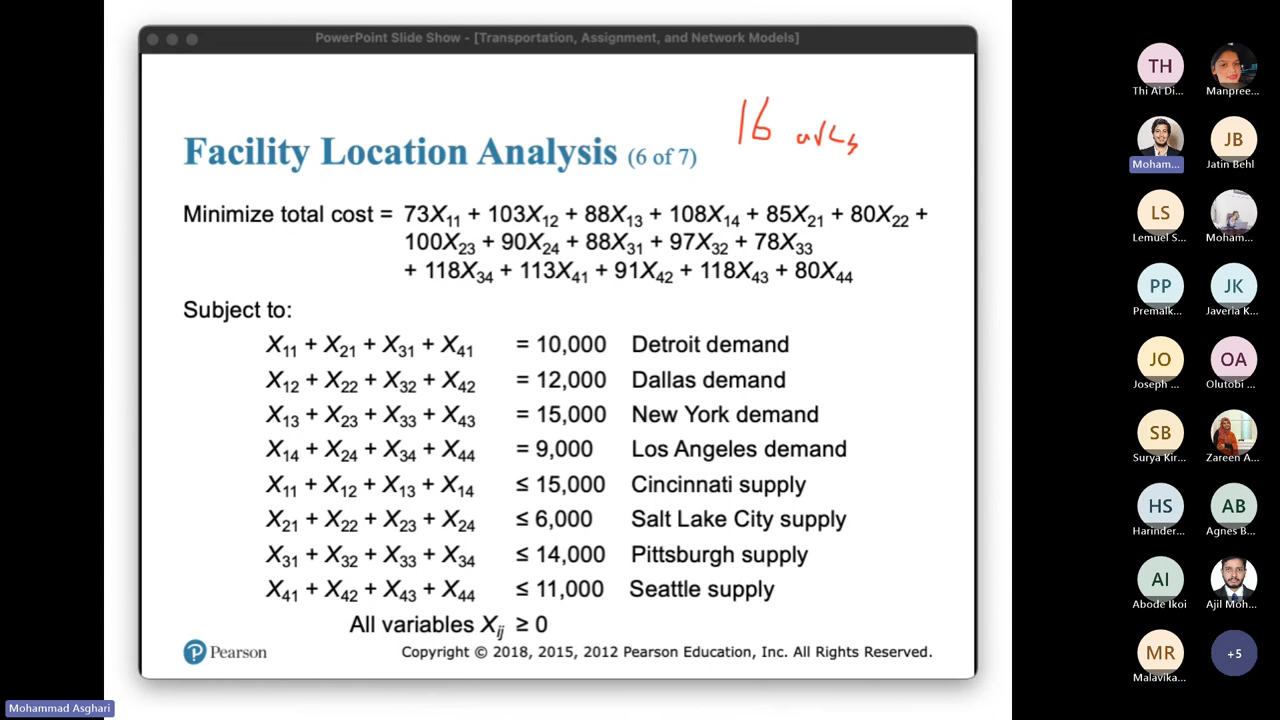 PowerPoint Slide Show - [Transportation, Assignment, and Network Models]
16 arcs
Facility Location Analysis (6 of 7)
Minimize total cost = 73X₁₁ + 103X₁₂ + 88X₁₃ + 108X₁₄ + 85X₂₁ + 80X₂₂ +
100X₂₃ + 90X₂₄ + 88X₃₁ + 97X₃₂ + 78X₃₃
+ 118X₃₄ + 113X₄₁ + 91X₄₂ + 118X₄₃ + 80X₄₄
Subject to:
X₁₁ + X₂₁ + X₃₁ + X₄₁ = 10,000 Detroit demand
X₁₂ + X₂₂ + X₃₂ + X₄₂ = 12,000 Dallas demand
X₁₃ + X₂₃ + X₃₃ + X₄₃ = 15,000 New York demand
X₁₄ + X₂₄ + X₃₄ + X₄₄ = 9,000 Los Angeles demand
X₁₁ + X₁₂ + X₁₃ + X₁₄ ≤ 15,000 Cincinnati supply
X₂₁ + X₂₂ + X₂₃ + X₂₄ ≤ 6,000 Salt Lake City supply
X₃₁ + X₃₂ + X₃₃ + X₃₄ ≤ 14,000 Pittsburgh supply
X₄₁ + X₄₂ + X₄₃ + X₄₄ ≤ 11,000 Seattle supply
All variables Xᵢⱼ ≥ 0
Pearson
Copyright © 2018, 2015, 2012 Pearson Education, Inc. All Rights Reserved.
Mohammad Asghari
TH
Thi Ai Di...
Manpree...
Moham...
JB
Jatin Behl
LS
Lemuel S...
Moham...
PP
Premalk...
JK
Javeria K...
JO
Joseph ...
OA
Olutobi ...
SB
Surya Kir...
Zareen A...
HS
Harinder...
AB
Agnes B...
AI
Abode Ikoi
Ajil Moh...
MR
Malavika...
+5